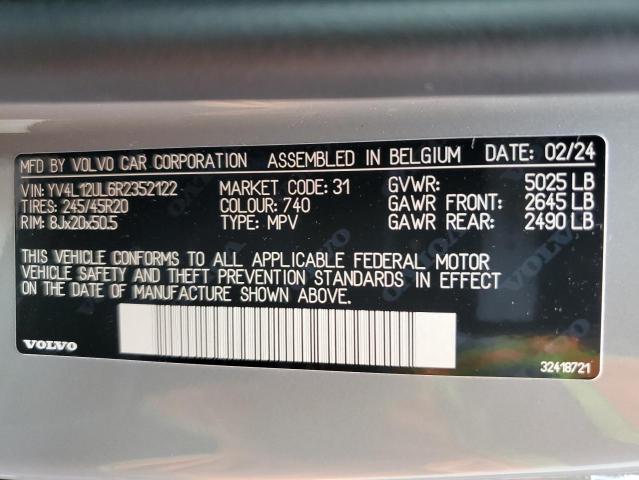 MFD BY VOLVO CAR CORPORATION ASSEMBLED IN BELGIUM DATE: 02/24
VIN: YV4L12UL6R2352122 MARKET CODE: 31 GVWR: 5025 LB
TIRES: 245/45R20 COLOUR: 740 GAWR FRONT: 2645 LB
RIM: 8Jx20x50.5 TYPE: MPV GAWR REAR: 2490 LB
THIS VEHICLE CONFORMS TO ALL APPLICABLE FEDERAL MOTOR
VEHICLE SAFETY AND THEFT PREVENTION STANDARDS IN EFFECT
ON THE DATE OF MANUFACTURE SHOWN ABOVE.
VOLVO
32418721